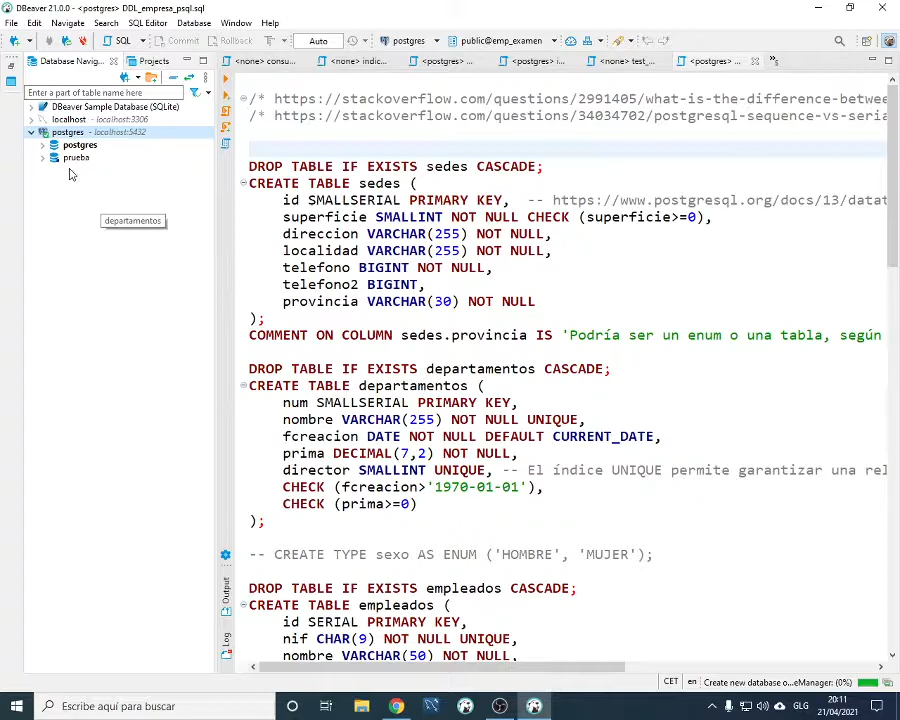 DBeaver 21.0.0 - <postgres> DDL_empresa_psql.sql
File Edit Navigate Search SQL Editor Database Window Help
SQL Commit Rollback Auto postgres public@emp_examen
Database Navig... Projects <none> consu... <none> indic... <postgres> ... <postgres> i... <none> test_... <postgres> ...
Enter a part of table name here
DBeaver Sample Database (SQLite)
localhost - localhost:3306
postgres - localhost:5432
postgres
prueba
departamentos
/* https://stackoverflow.com/questions/2991405/what-is-the-difference-betwee
/* https://stackoverflow.com/questions/34034702/postgresql-sequence-vs-seria
DROP TABLE IF EXISTS sedes CASCADE;
CREATE TABLE sedes (
id SMALLSERIAL PRIMARY KEY, -- https://www.postgresql.org/docs/13/datat
superficie SMALLINT NOT NULL CHECK (superficie>=0),
direccion VARCHAR(255) NOT NULL,
localidad VARCHAR(255) NOT NULL,
telefono BIGINT NOT NULL,
telefono2 BIGINT,
provincia VARCHAR(30) NOT NULL
);
COMMENT ON COLUMN sedes.provincia IS 'Podría ser un enum o una tabla, según
DROP TABLE IF EXISTS departamentos CASCADE;
CREATE TABLE departamentos (
num SMALLSERIAL PRIMARY KEY,
nombre VARCHAR(255) NOT NULL UNIQUE,
fcreacion DATE NOT NULL DEFAULT CURRENT_DATE,
prima DECIMAL(7,2) NOT NULL,
director SMALLINT UNIQUE, -- El índice UNIQUE permite garantizar una rel
CHECK (fcreacion>'1970-01-01'),
CHECK (prima>=0)
);
-- CREATE TYPE sexo AS ENUM ('HOMBRE', 'MUJER');
DROP TABLE IF EXISTS empleados CASCADE;
CREATE TABLE empleados (
id SERIAL PRIMARY KEY,
nif CHAR(9) NOT NULL UNIQUE,
nombre VARCHAR(50) NOT NULL,
Output
Log
CET en Create new database o...eManager: (0%)
Escribe aquí para buscar
GLG
20:11
21/04/2021